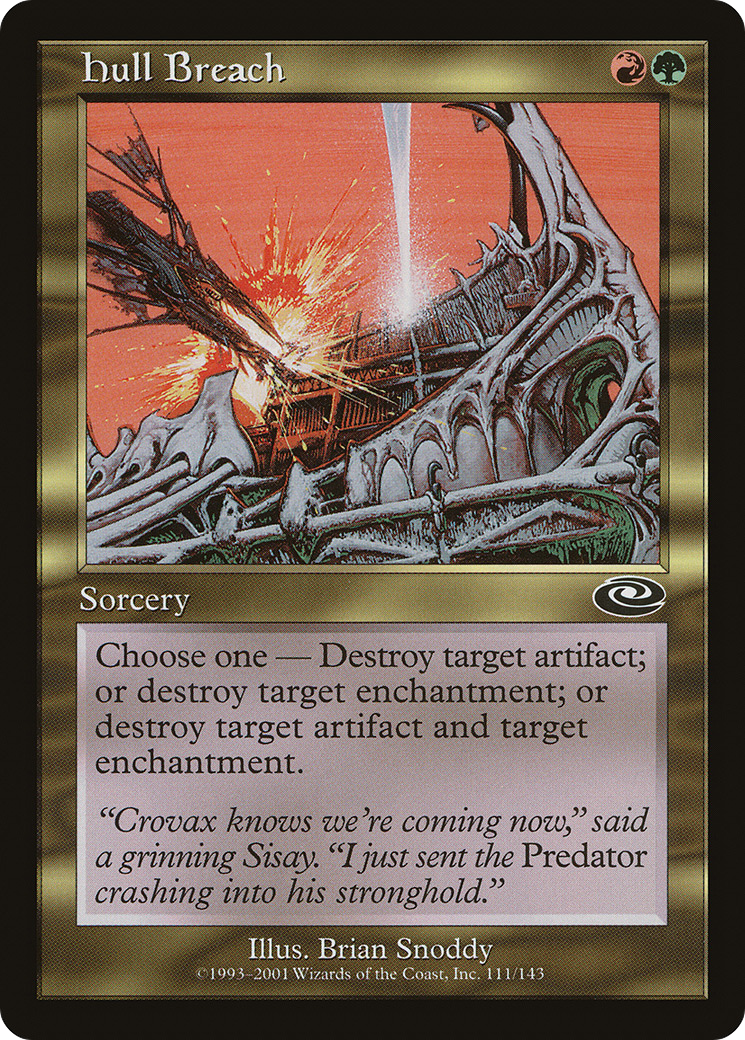 Hull Breach
Sorcery
Choose one — Destroy target artifact;
or destroy target enchantment; or
destroy target artifact and target
enchantment.
“Crovax knows we’re coming now,” said
a grinning Sisay. “I just sent the Predator
crashing into his stronghold.”
Illus. Brian Snoddy
©1993–2001 Wizards of the Coast, Inc. 111/143